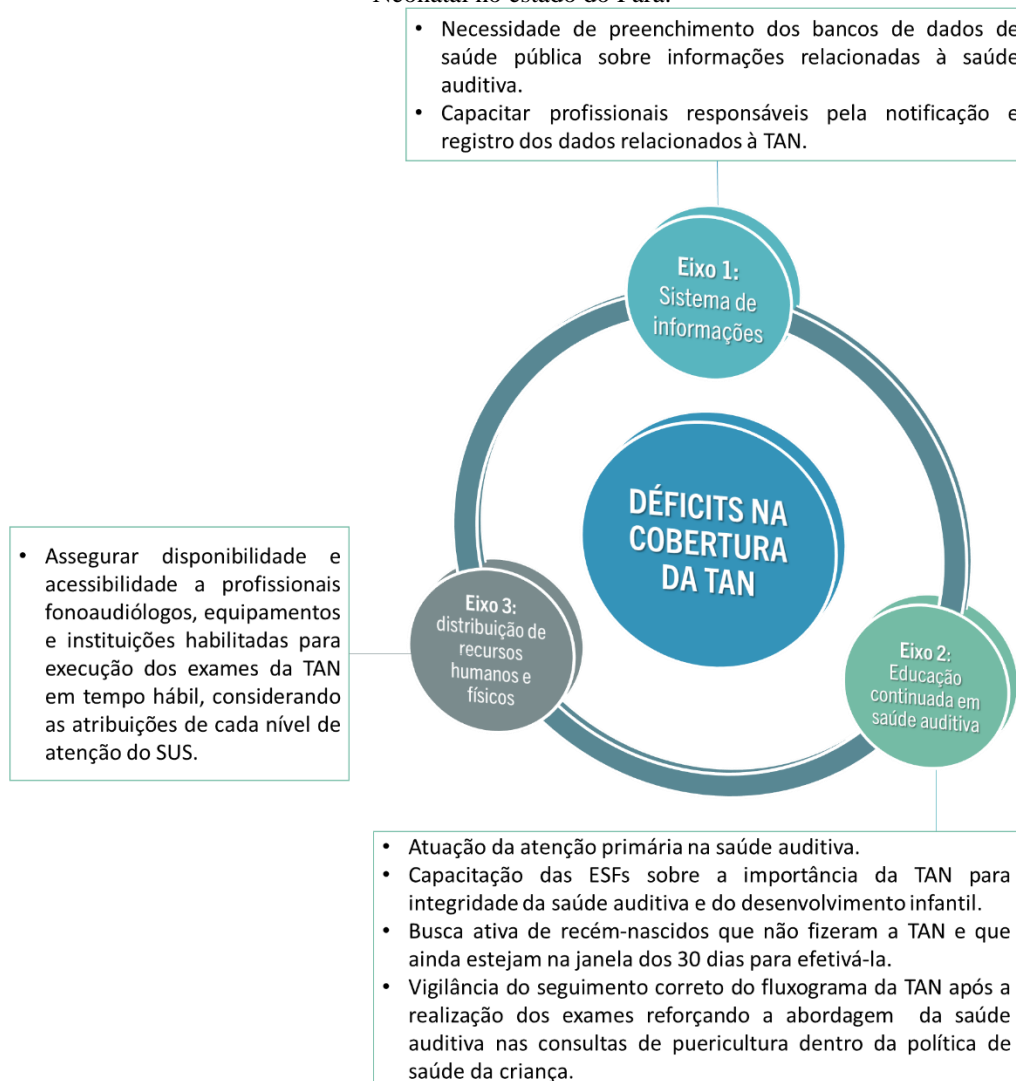 Neonatal no estado do Pará.
• Necessidade de preenchimento dos bancos de dados de
saúde pública sobre informações relacionadas à saúde
auditiva.
• Capacitar profissionais responsáveis pela notificação e
registro dos dados relacionados à TAN.
Eixo 1:
Sistema de
informações
DÉFICITS NA
COBERTURA
DA TAN
• Assegurar disponibilidade e
acessibilidade a profissionais
fonoaudiólogos, equipamentos
e instituições habilitadas para
execução dos exames da TAN
em tempo hábil, considerando
as atribuições de cada nível de
atenção do SUS.
Eixo 3:
distribuição de
recursos
humanos e
físicos
Eixo 2:
Educação
continuada em
saúde auditiva
• Atuação da atenção primária na saúde auditiva.
• Capacitação das ESFs sobre a importância da TAN para
integridade da saúde auditiva e do desenvolvimento infantil.
• Busca ativa de recém-nascidos que não fizeram a TAN e que
ainda estejam na janela dos 30 dias para efetivá-la.
• Vigilância do seguimento correto do fluxograma da TAN após a
realização dos exames reforçando a abordagem da saúde
auditiva nas consultas de puericultura dentro da política de
saúde da criança.